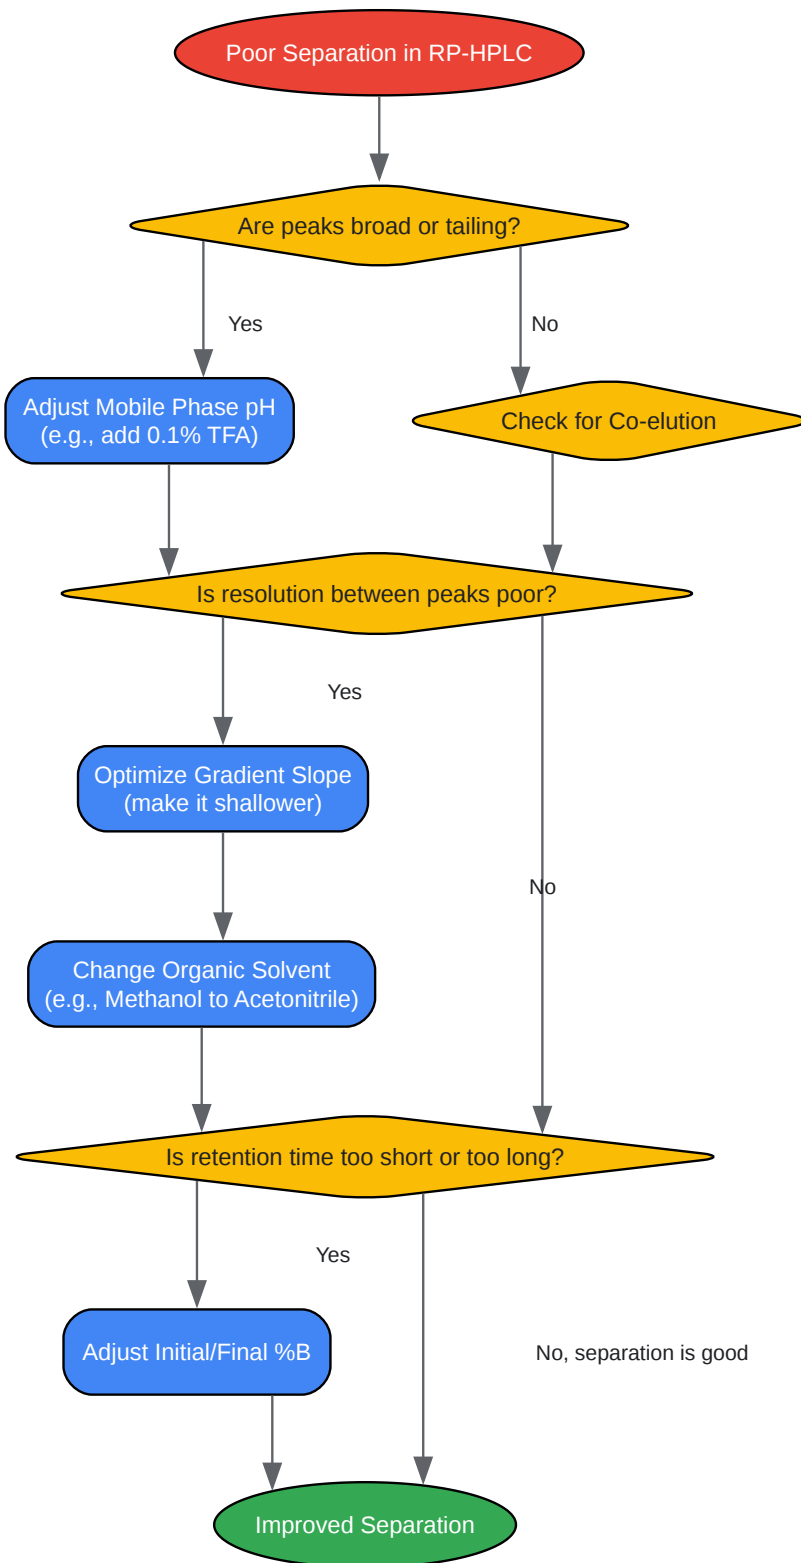 Poor Separation in RP-HPLC
Are peaks broad or tailing?
Yes
No
Adjust Mobile Phase pH
(e.g., add 0.1% TFA)
Check for Co-elution
Is resolution between peaks poor?
Yes
Optimize Gradient Slope
(make it shallower)
No
Change Organic Solvent
(e.g., Methanol to Acetonitrile)
Is retention time too short or too long?
Yes
Adjust Initial/Final %B
No, separation is good
Improved Separation